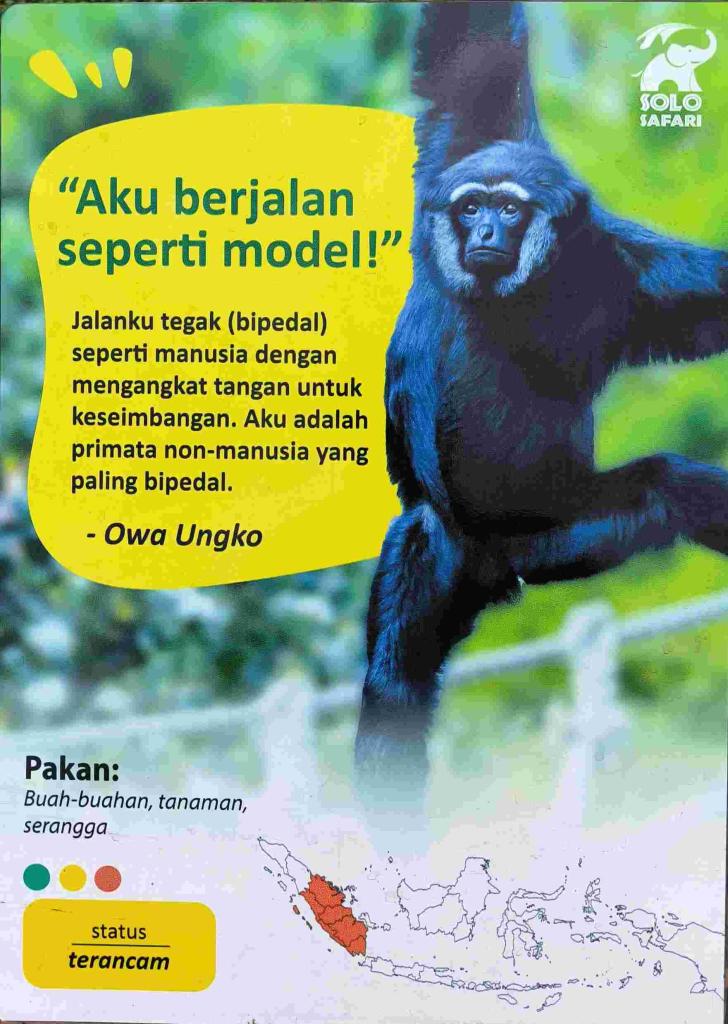 SOLO
SAFARI
“Aku berjalan
seperti model!”
Jalanku tegak (bipedal)
seperti manusia dengan
mengangkat tangan untuk
keseimbangan. Aku adalah
primata non-manusia yang
paling bipedal.
- Owa Ungko
Pakan:
Buah-buahan, tanaman,
serangga
status
terancam